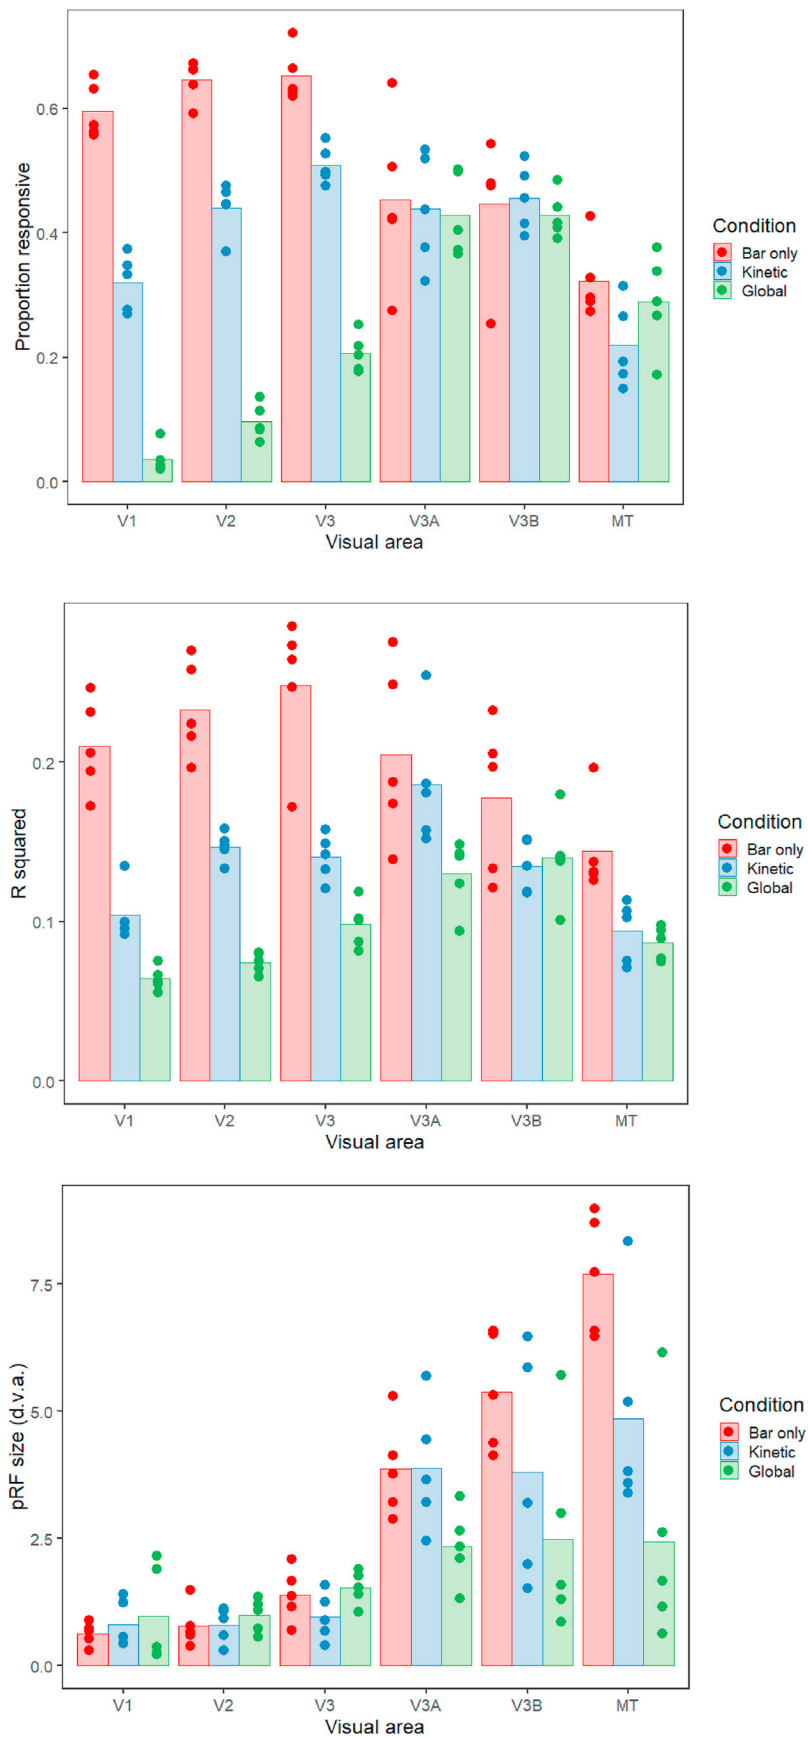 Proportion responsive
0.6
0.4
0.2
0.0
V1 V2 V3 V3A V3B MT
Visual area
Condition
Bar only
Kinetic
Global
R squared
0.2
0.1
0.0
V1 V2 V3 V3A V3B MT
Visual area
Condition
Bar only
Kinetic
Global
pRF size (d.v.a.)
7.5
5.0
2.5
0.0
V1 V2 V3 V3A V3B MT
Visual area
Condition
Bar only
Kinetic
Global